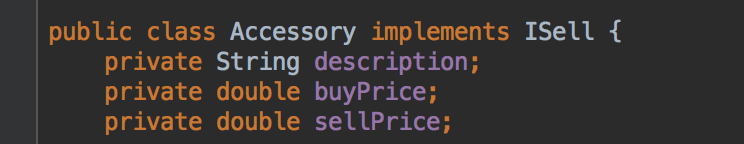 public class Accessory implements ISell {
    private String description;
    private double buyPrice;
    private double sellPrice;